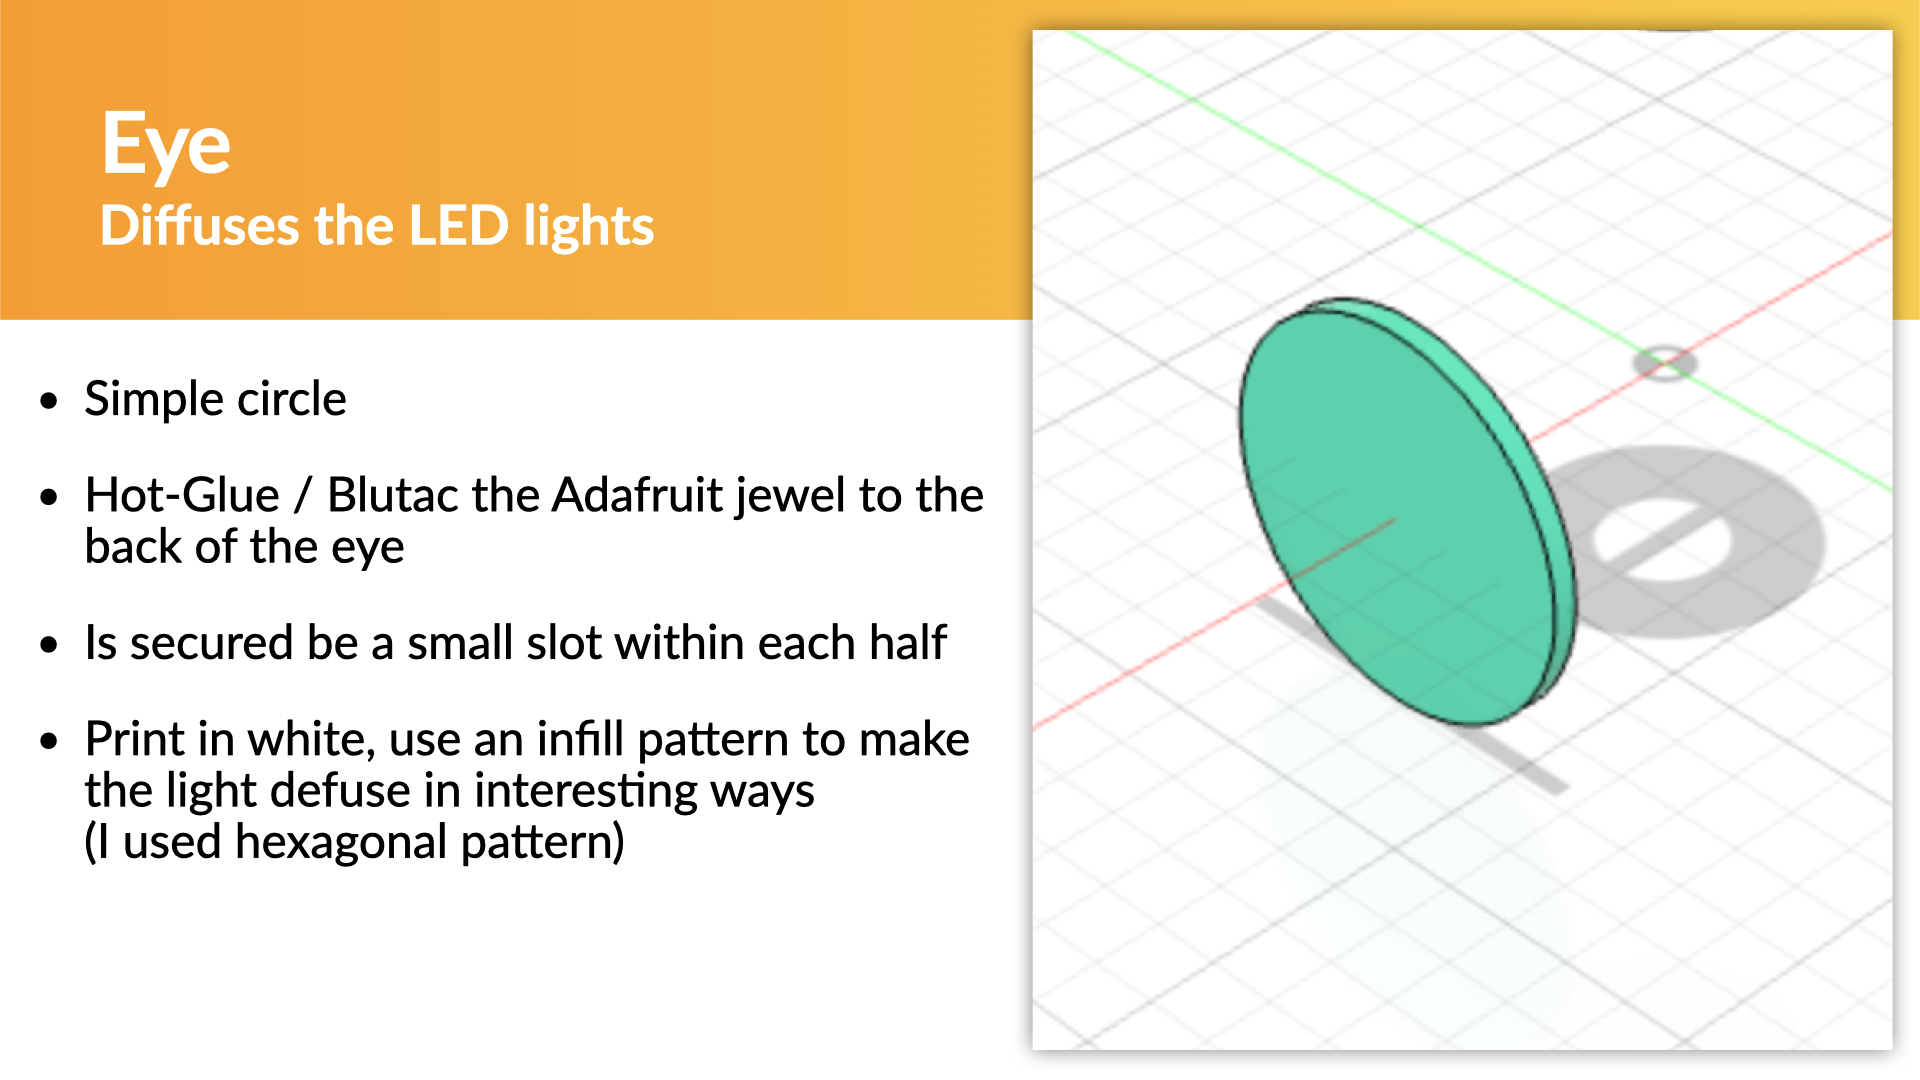 Eye
Diffuses the LED lights
• Simple circle
• Hot-Glue / Blutac the Adafruit jewel to the
back of the eye
• Is secured be a small slot within each half
• Print in white, use an infill pattern to make
the light defuse in interesting ways
(I used hexagonal pattern)